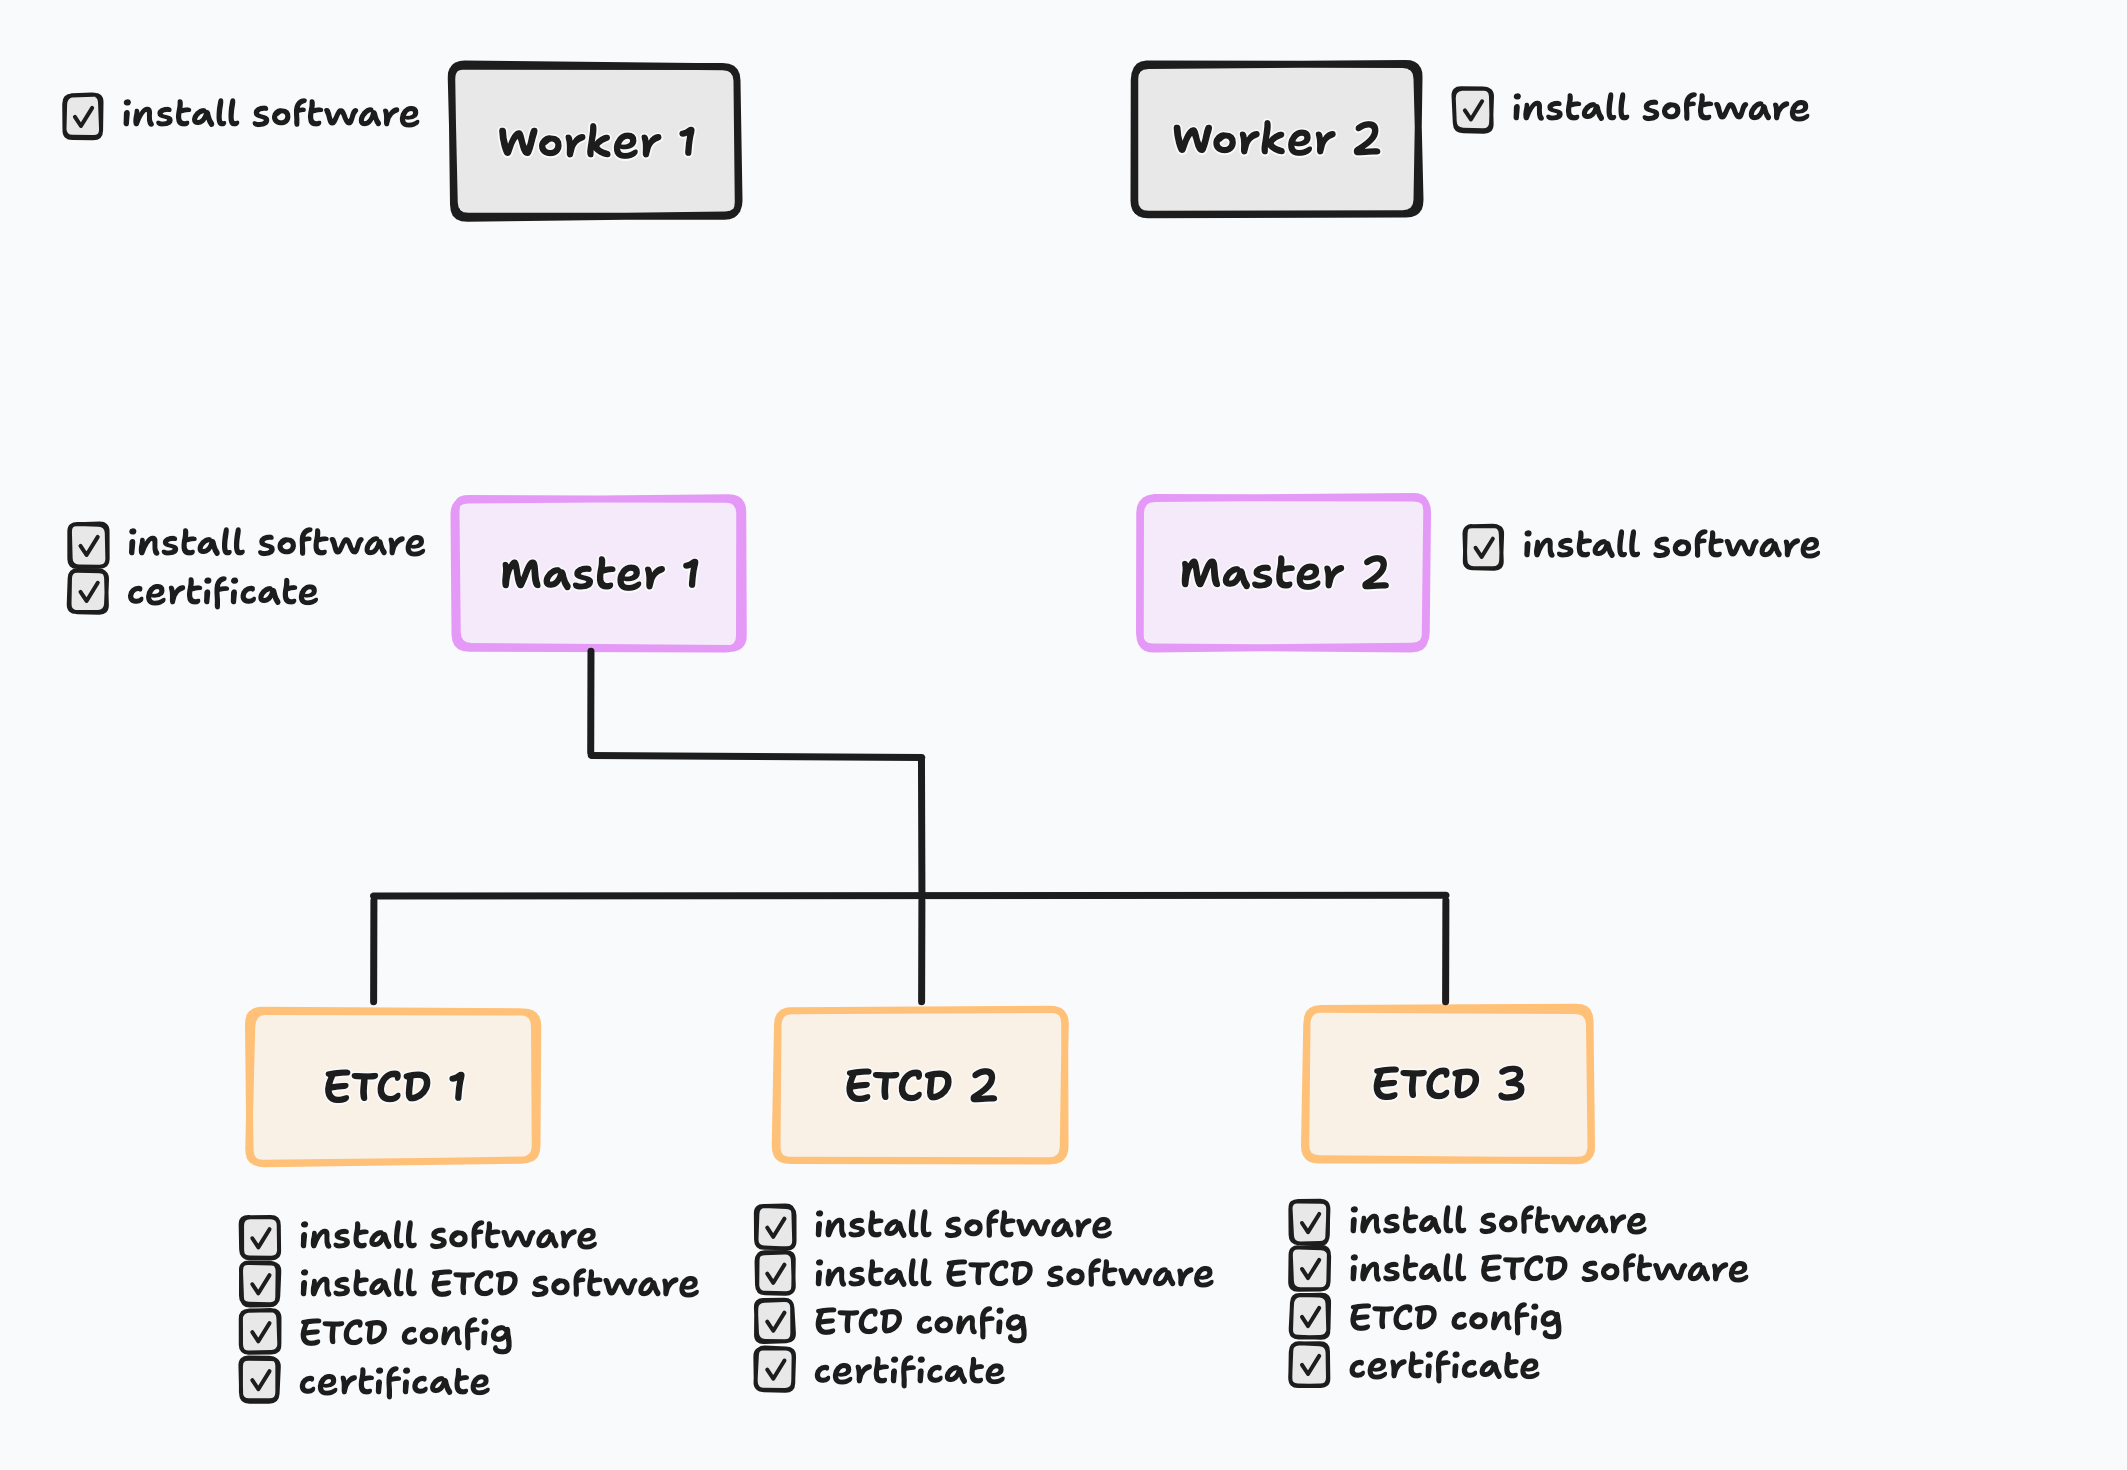 install software
Worker 1
Worker 2
install software
install software
certificate
Master 1
Master 2
install software
ETCD 1
ETCD 2
ETCD 3
install software
install ETCD software
ETCD config
certificate
install software
install ETCD software
ETCD config
certificate
install software
install ETCD software
ETCD config
certificate